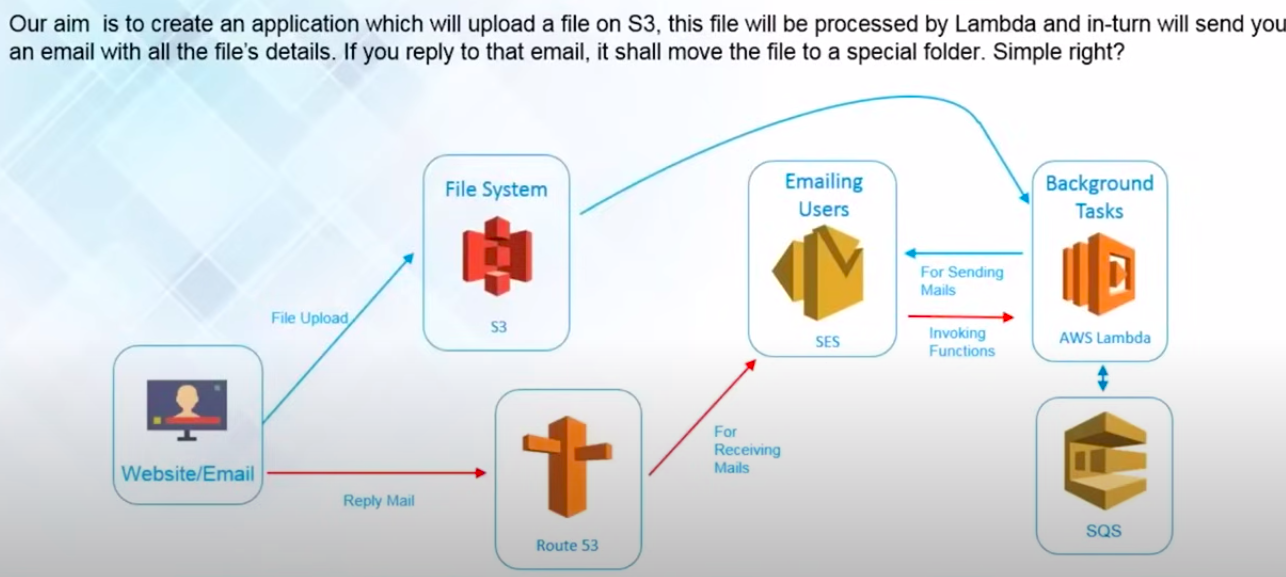 Our aim is to create an application which will upload a file on S3, this file will be processed by Lambda and in-turn will send you
an email with all the file's details. If you reply to that email, it shall move the file to a special folder. Simple right?
File System
S3
Emailing
Users
SES
Background
Tasks
AWS Lambda
For Sending
Mails
Invoking
Functions
File Upload
Website/Email
Reply Mail
Route 53
For
Receiving
Mails
SQS